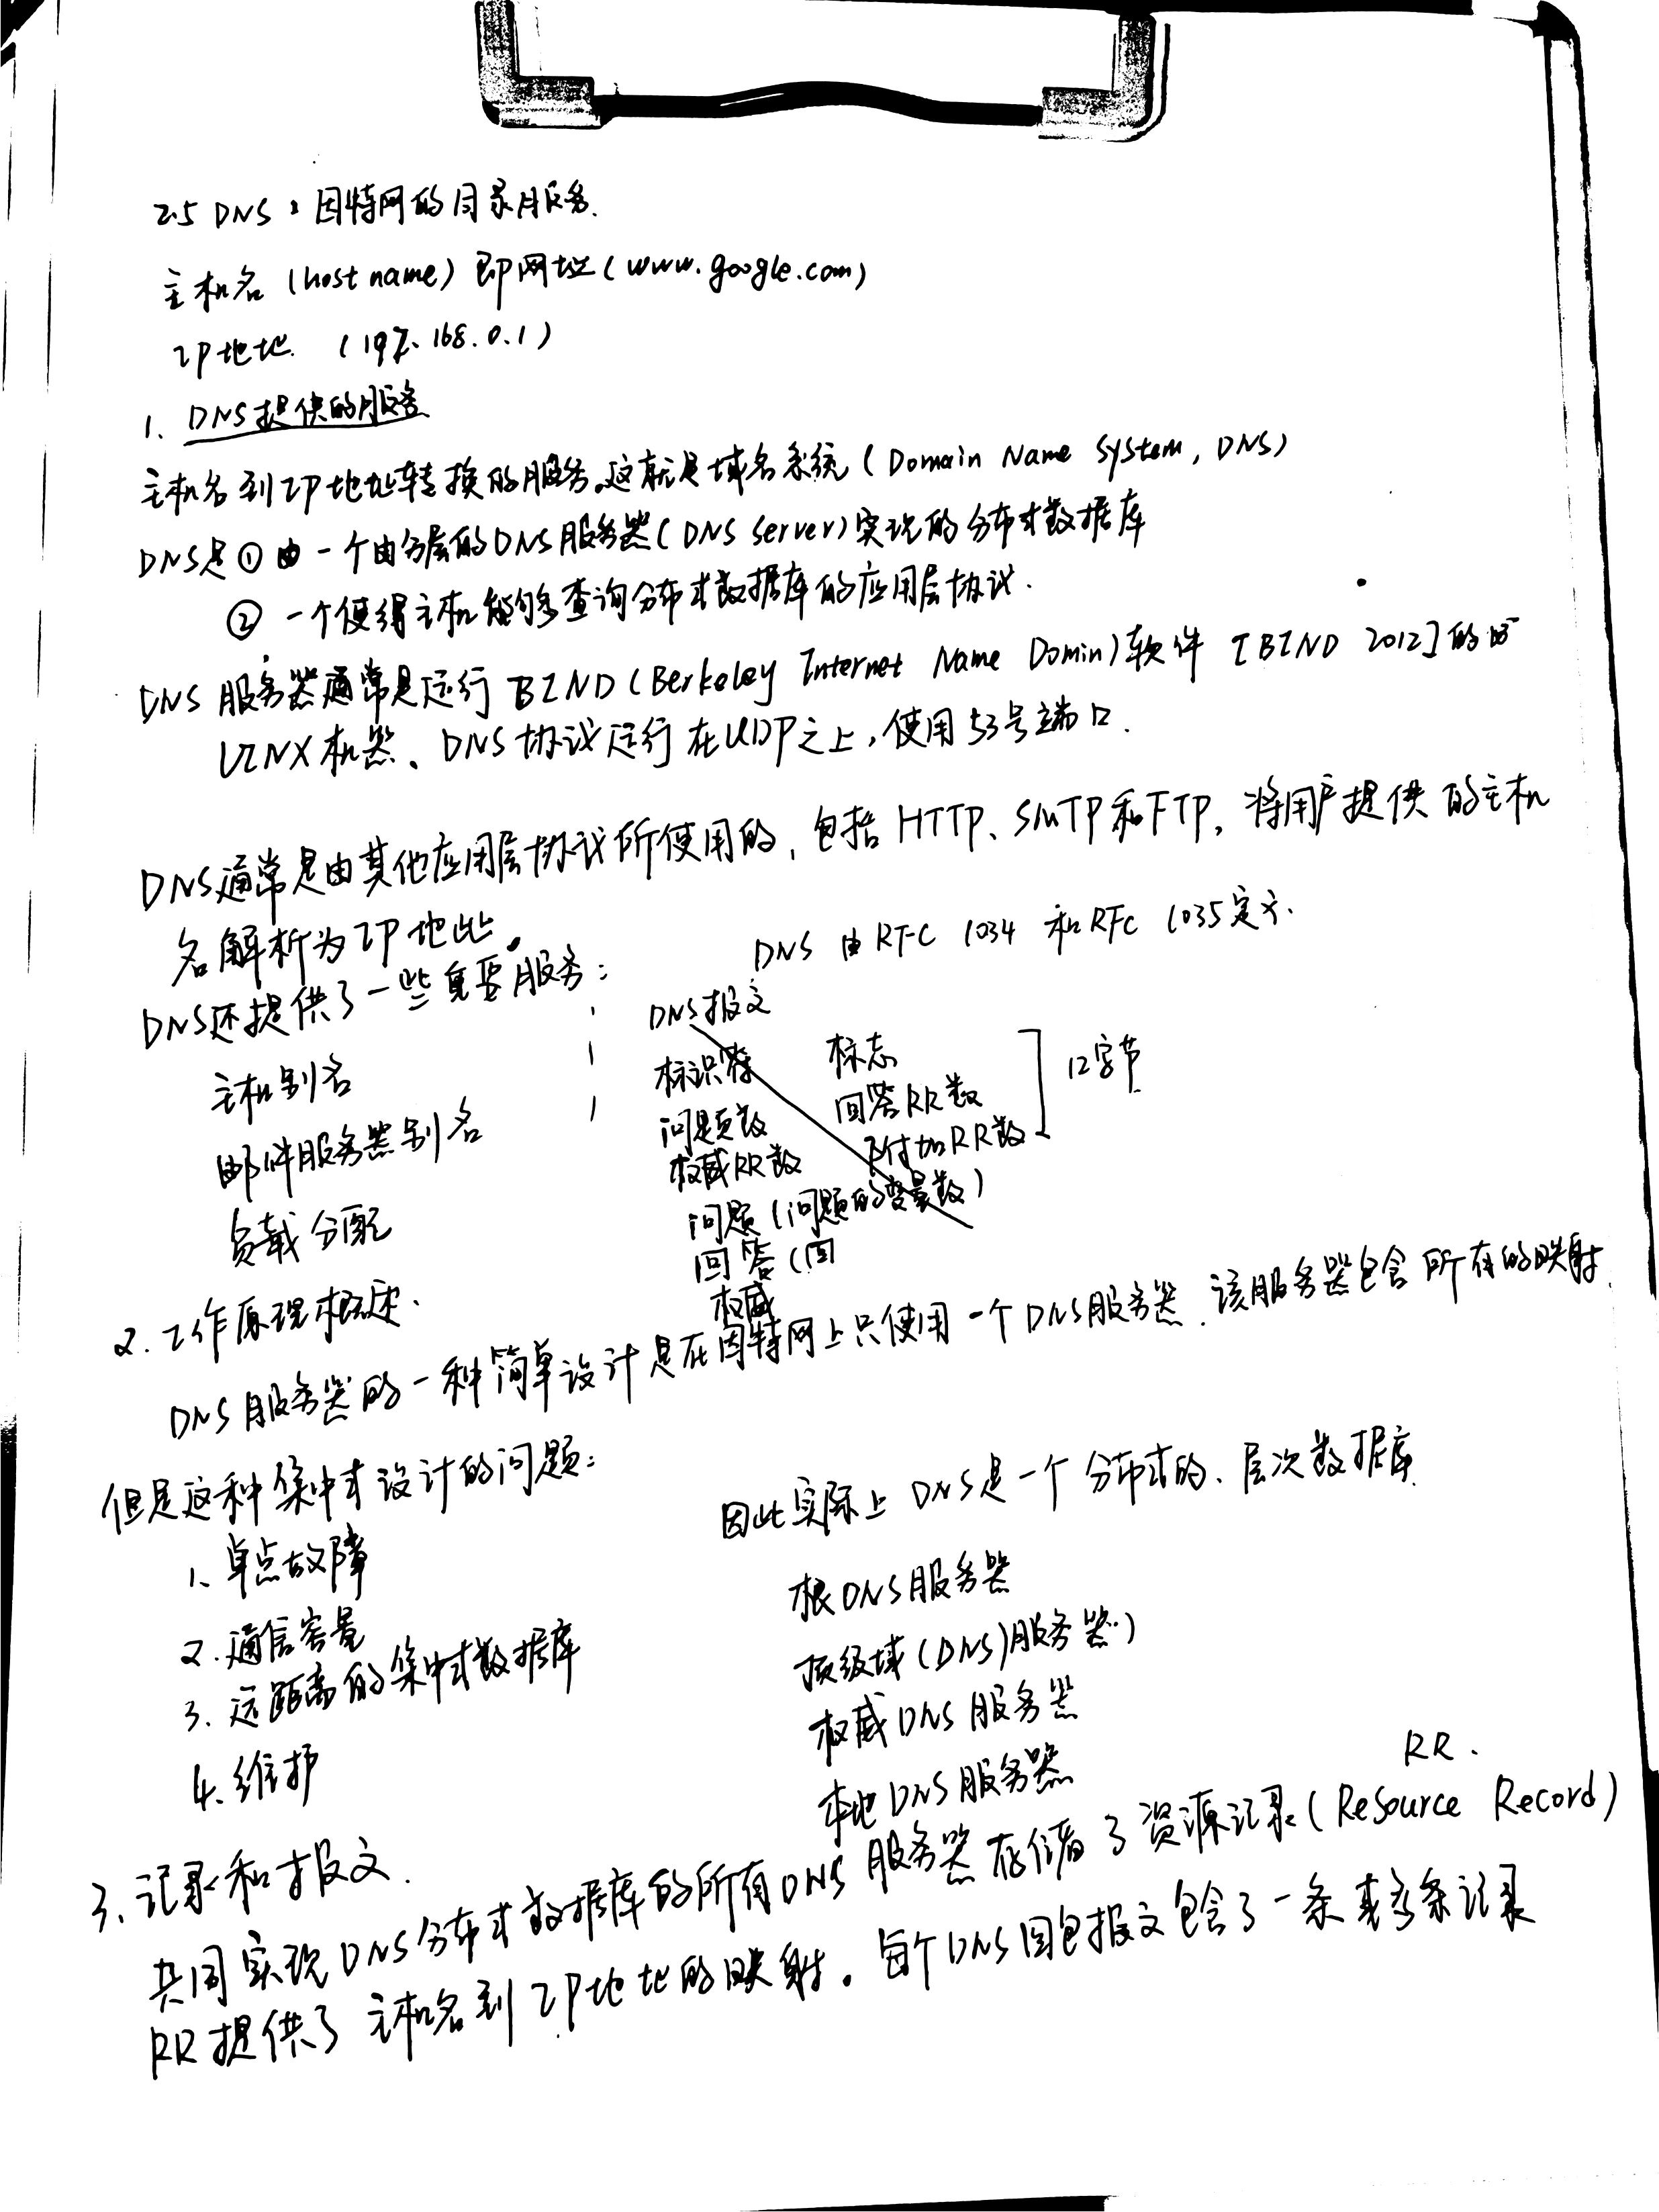 2.5 DNS：因特网的目录服务.
主机名 (host name) 即网址 (www.google.com)
IP地址. (192.168.0.1)
1. DNS提供的服务
主机名到IP地址转换的服务。这就是域名系统 (Domain Name System, DNS)
DNS是 ① 由一个由分层的DNS服务器 (DNS server) 实现的分布式数据库
② 一个使得主机能够查询分布式数据库的应用层协议.
DNS 服务器通常是运行 BIND (Berkeley Internet Name Domin) 软件 [BIND 2012] 的
UINX机器。DNS协议运行在UDP之上，使用53号端口.
DNS通常是由其他应用层协议所使用的, 包括 HTTP、SMTP和FTP, 将用户提供的主机
名解析为IP地址.
DNS 由 RFC 1034 和 RFC 1035定义.
DNS还提供了一些重要服务：
主机别名
邮件服务器别名
负载分配
DNS报文
标识符 标志
问题数 回答RR数
权威RR数 附加RR数
12字节
问题 (问题的变量数)
回答 (回
权威
2. 工作原理概述.
DNS服务器的一种简单设计是在因特网上只使用一个DNS服务器. 该服务器包含所有的映射.
但是这种集中式设计的问题：
1、单点故障
2. 通信容量
3. 远距离的集中式数据库
4. 维护
因此实际上 DNS是一个分布式的、层次数据库.
根DNS服务器
顶级域 (DNS) 服务器)
权威DNS服务器
本地DNS服务器
3、记录和报文.
RR.
共同实现DNS分布式数据库的所有DNS服务器存储着了资源记录 (Resource Record)
RR提供了主机名到IP地址的映射。每个DNS回包报文包含了一条或多条记录